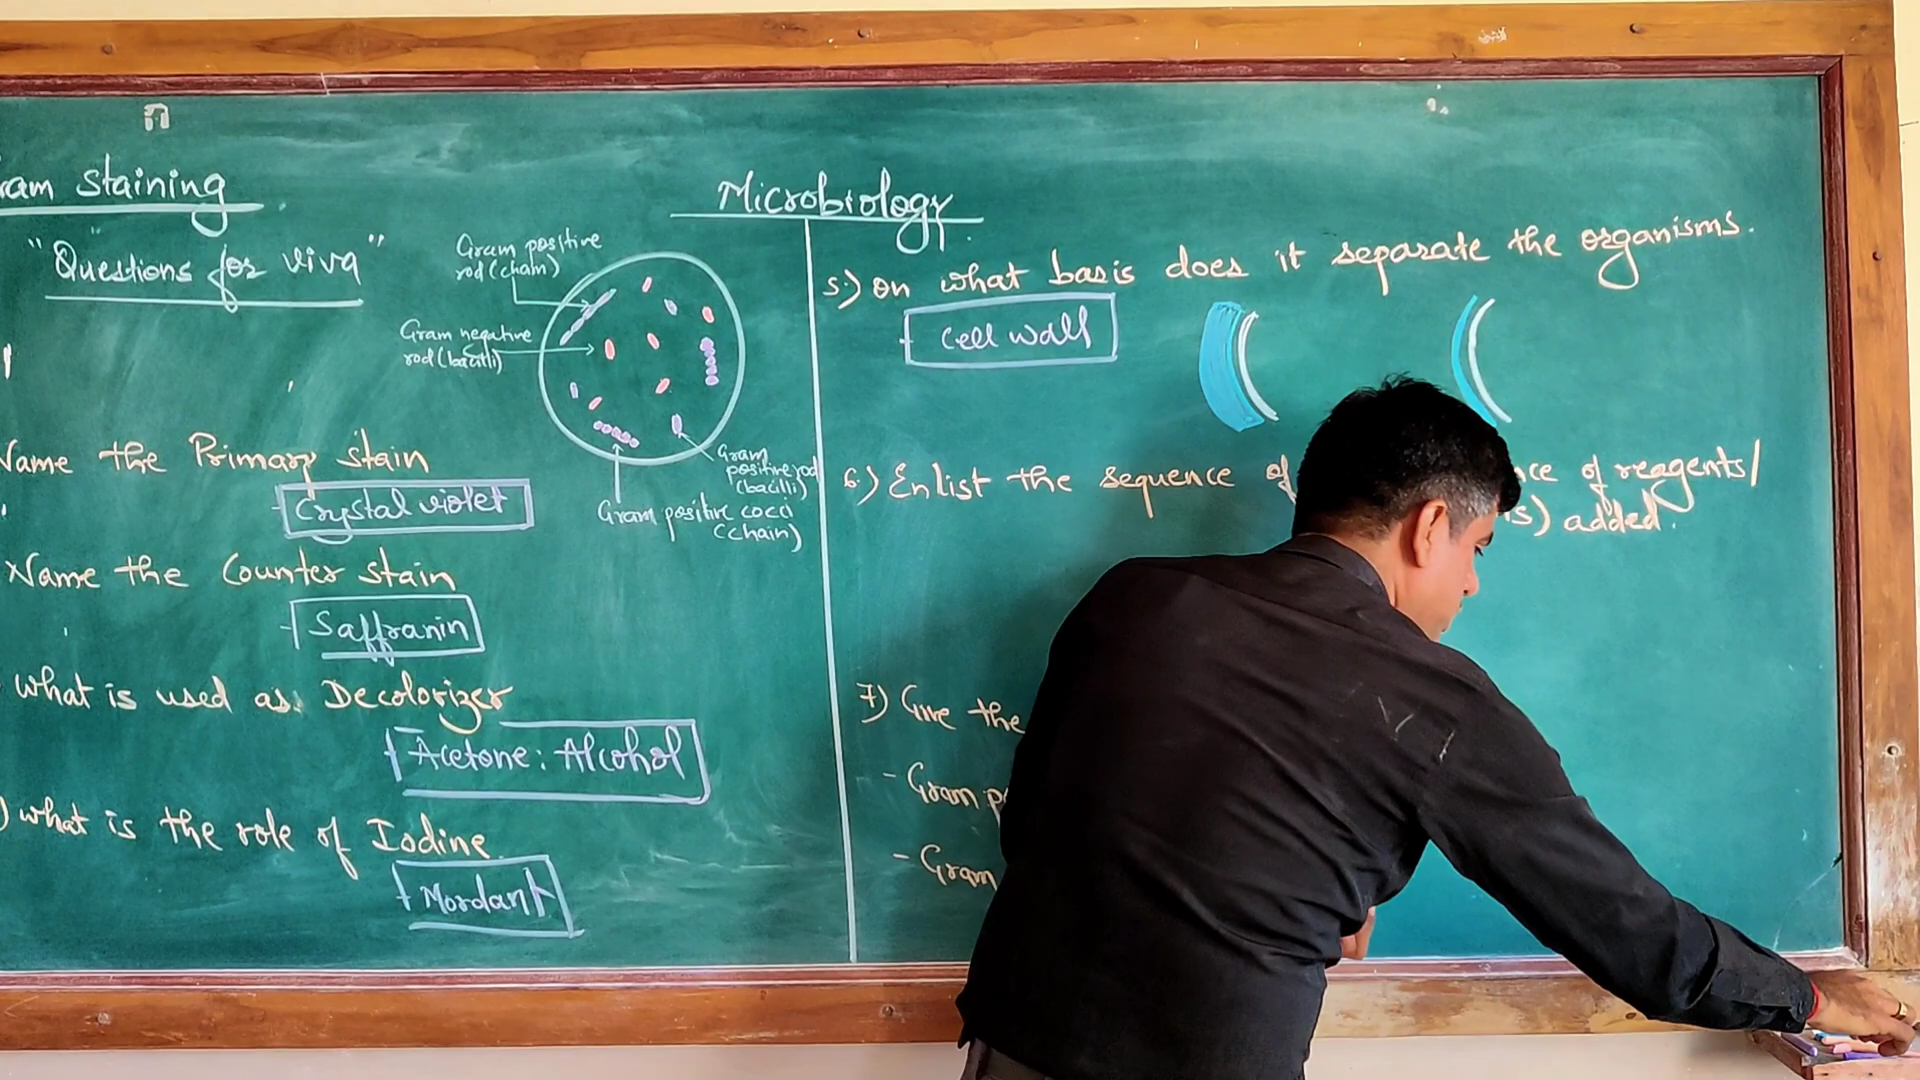 ram staining
"Questions for viva"
Name the Primary stain
Crystal violet
Name the Counter stain
Saffranin
what is used as Decolorizer
Acetone: Alcohol
) what is the role of Iodine
Mordant
Microbiology
Gram positive
rod (chain)
Gram negative
rod (bacilli)
Gram
positive rod
(bacilli)
Gram positive cocci
(chain)
5.) on what basis does it separate the organisms.
Cell wall
6.) Enlist the sequence of ce of reagents/
is) added.
7) Give the
- Gram p
- Gram